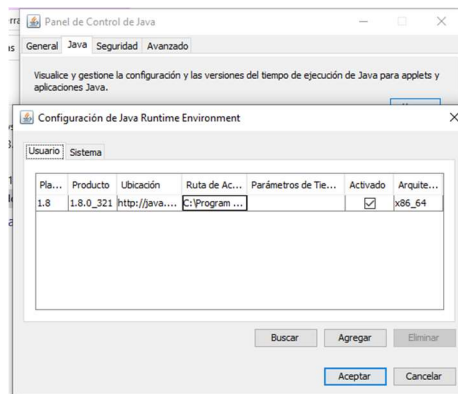 Panel de Control de Java
General Java Seguridad Avanzado
Visualice y gestione la configuración y las versiones del tiempo de ejecución de Java para applets y
aplicaciones Java.
Configuración de Java Runtime Environment
Usuario Sistema
Pla... Producto Ubicación Ruta de Ac... Parámetros de Tie... Activado Arquite...
1.8 1.8.0_321 http://java.... C:\Program ... x86_64
Buscar Agregar Eliminar
Aceptar Cancelar